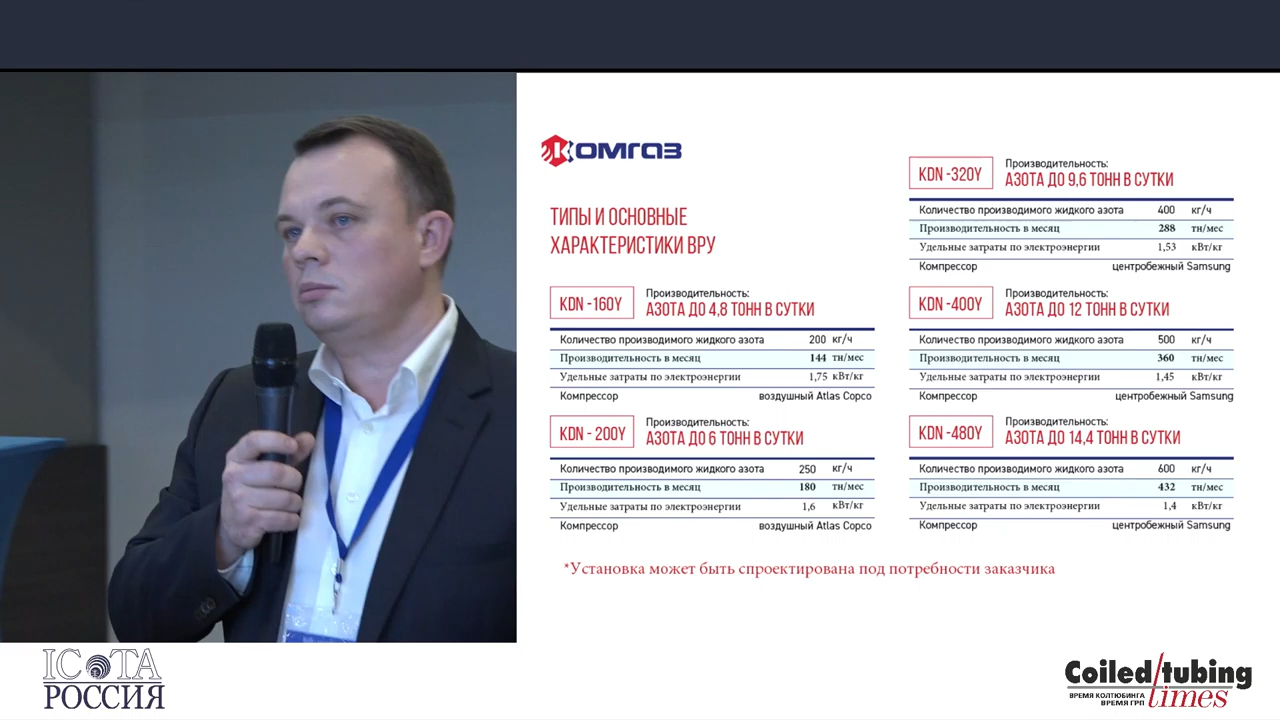 КОМГАЗ
ТИПЫ И ОСНОВНЫЕ
ХАРАКТЕРИСТИКИ ВРУ
KDN -160Y
Производительность:
АЗОТА ДО 4,8 ТОНН В СУТКИ
Количество производимого жидкого азота 200 кг/ч
Производительность в месяц 144 тн/мес
Удельные затраты по электроэнергии 1,75 кВт/кг
Компрессор воздушный Atlas Copco
KDN - 200Y
Производительность:
АЗОТА ДО 6 ТОНН В СУТКИ
Количество производимого жидкого азота 250 кг/ч
Производительность в месяц 180 тн/мес
Удельные затраты по электроэнергии 1,6 кВт/кг
Компрессор воздушный Atlas Copco
KDN -320Y
Производительность:
АЗОТА ДО 9,6 ТОНН В СУТКИ
Количество производимого жидкого азота 400 кг/ч
Производительность в месяц 288 тн/мес
Удельные затраты по электроэнергии 1,53 кВт/кг
Компрессор центробежный Samsung
KDN -400Y
Производительность:
АЗОТА ДО 12 ТОНН В СУТКИ
Количество производимого жидкого азота 500 кг/ч
Производительность в месяц 360 тн/мес
Удельные затраты по электроэнергии 1,45 кВт/кг
Компрессор центробежный Samsung
KDN -480Y
Производительность:
АЗОТА ДО 14,4 ТОНН В СУТКИ
Количество производимого жидкого азота 600 кг/ч
Производительность в месяц 432 тн/мес
Удельные затраты по электроэнергии 1,4 кВт/кг
Компрессор центробежный Samsung
*Установка может быть спроектирована под потребности заказчика
ICOTA
РОССИЯ
Coiled/tubing
times
ВРЕМЯ КОЛТЮБИНГА
ВРЕМЯ ГРП